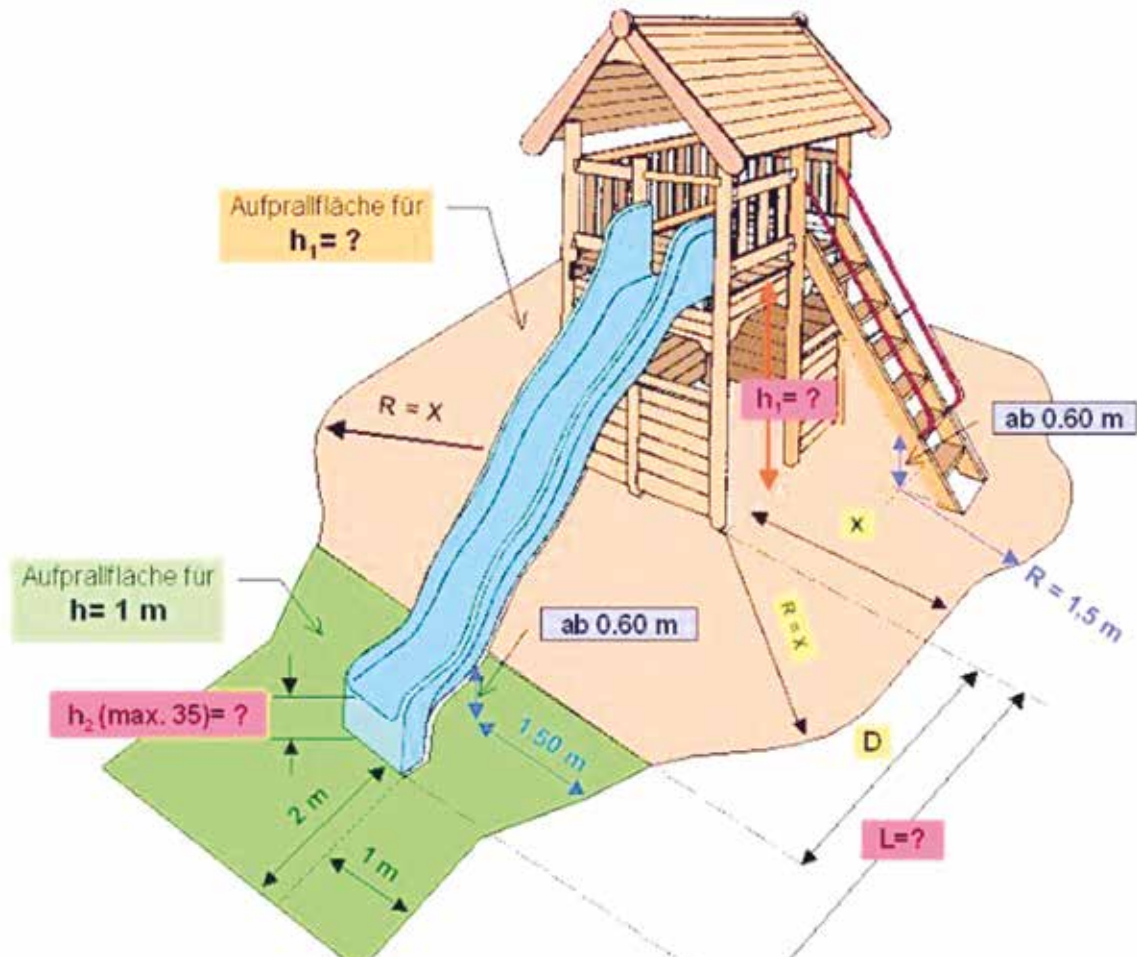 Aufprallfläche für
h₁= ?
R = X
h₁= ?
ab 0.60 m
X
R = 1,5 m
Aufprallfläche für
h= 1 m
ab 0.60 m
R = X
h₂ (max. 35)= ?
1.50 m
D
2 m
L=?
1 m